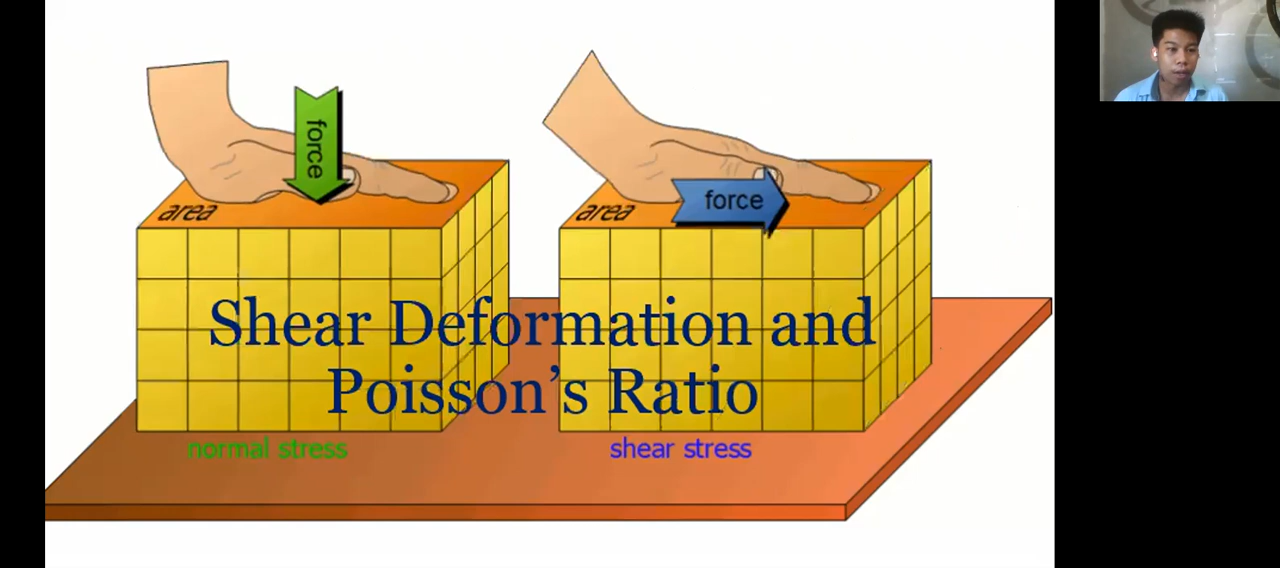 force
area
force
area
Shear Deformation and
Poisson's Ratio
normal stress
shear stress